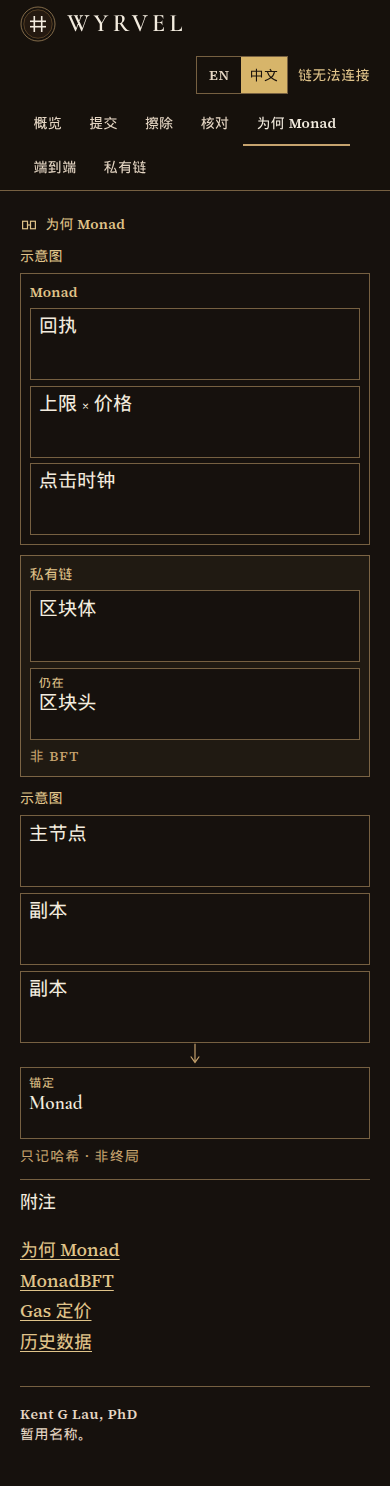 WYRVEL
EN 中文 链无法连接
概览 提交 擦除 核对 为何 Monad
端到端 私有链
为何 Monad
示意图
Monad
回执
上限 × 价格
点击时钟
私有链
区块体
仍在
区块头
非 BFT
示意图
主节点
副本
副本
锚定
Monad
只记哈希 · 非终局
附注
为何 Monad
MonadBFT
Gas 定价
历史数据
Kent G Lau, PhD
暂用名称。